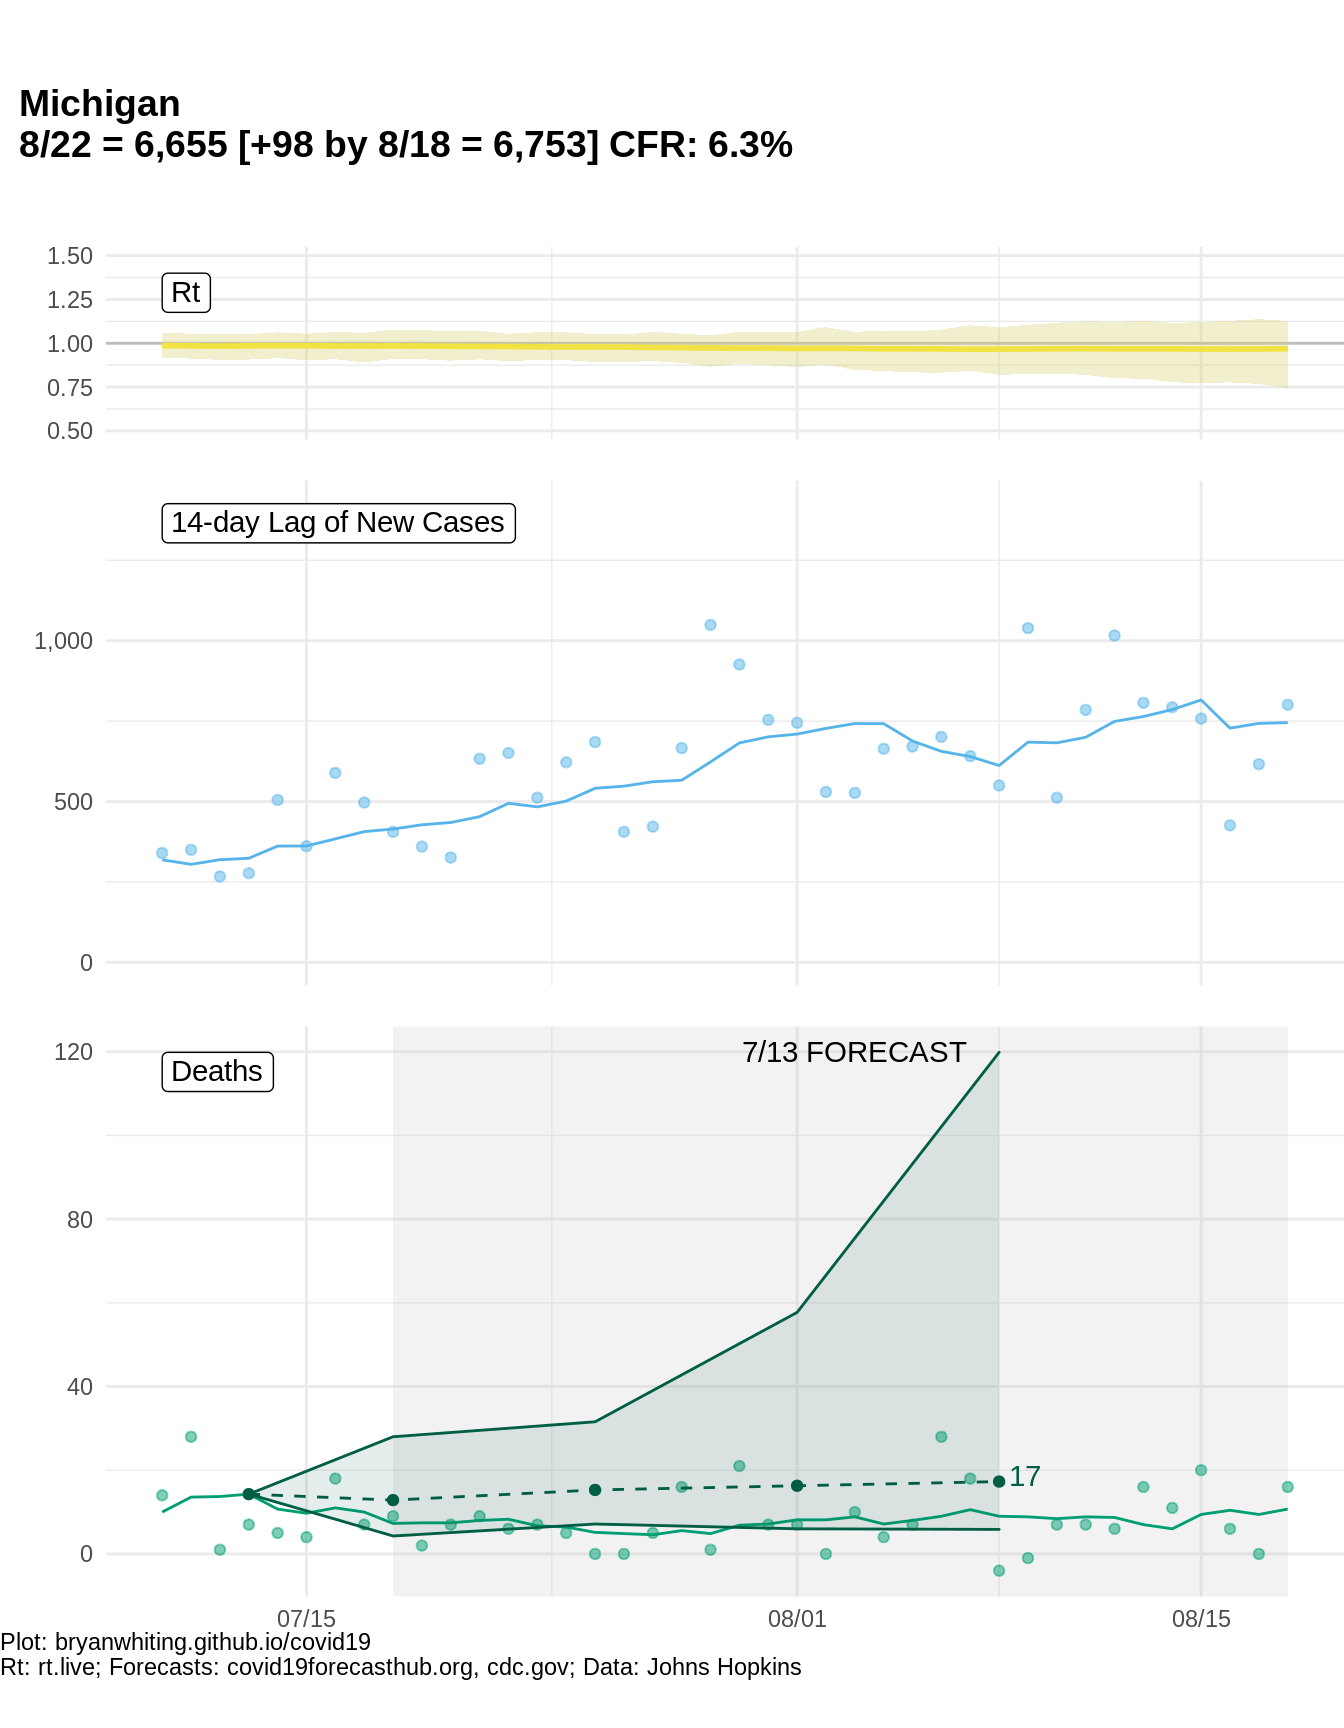 Michigan
8/22 = 6,655 [+98 by 8/18 = 6,753] CFR: 6.3%
1.50
Rt
1.25
1.00
0.75
0.50
14-day Lag of New Cases
1,000
500
0
120
7/13 FORECAST
Deaths
80
40
17
0
07/15
08/01
08/15
Plot: bryanwhiting.github.io/covid19
Rt: rt.live; Forecasts: covid19forecasthub.org, cdc.gov; Data: Johns Hopkins